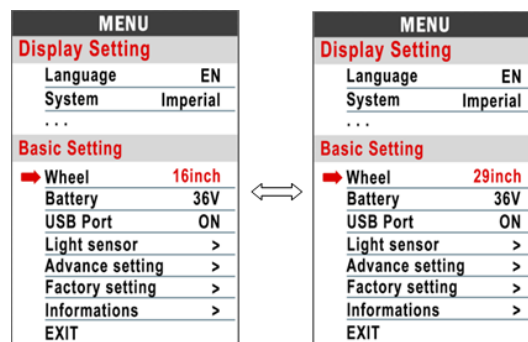 MENU
Display Setting
Language EN
System Imperial
. . .
Basic Setting
Wheel 16inch
Battery 36V
USB Port ON
Light sensor >
Advance setting >
Factory setting >
Informations >
EXIT
MENU
Display Setting
Language EN
System Imperial
. . .
Basic Setting
Wheel 29inch
Battery 36V
USB Port ON
Light sensor >
Advance setting >
Factory setting >
Informations >
EXIT